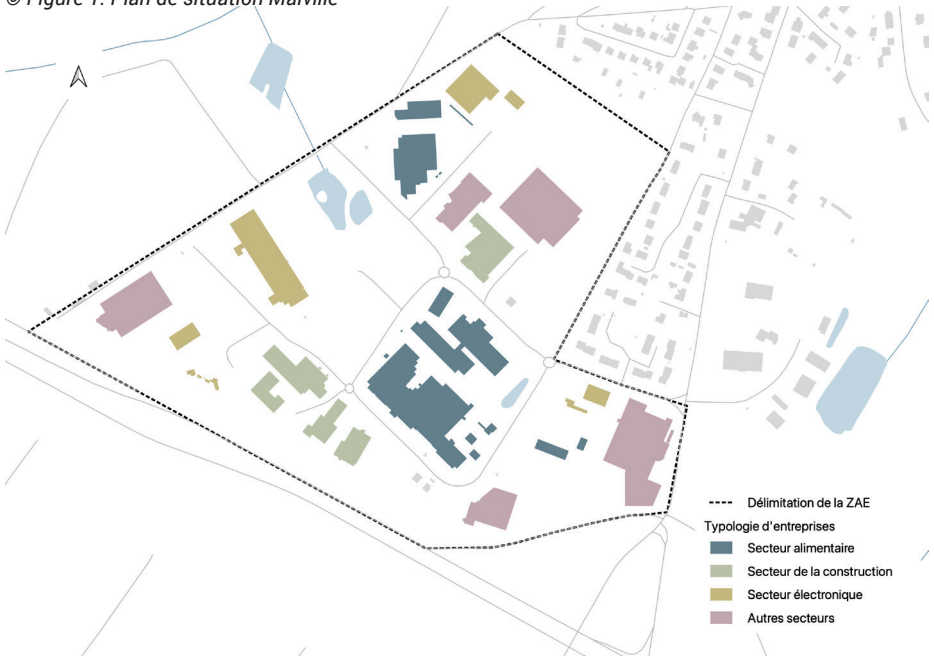 © Figure 1: Plan de situation Malville
Délimitation de la ZAE
Typologie d'entreprises
Secteur alimentaire
Secteur de la construction
Secteur électronique
Autres secteurs